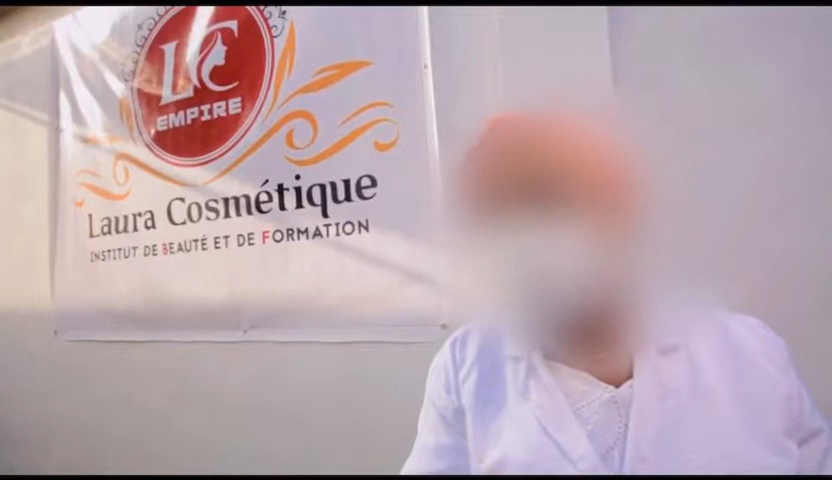 LC
EMPIRE
Laura Cosmétique
INSTITUT DE BEAUTÉ ET DE FORMATION